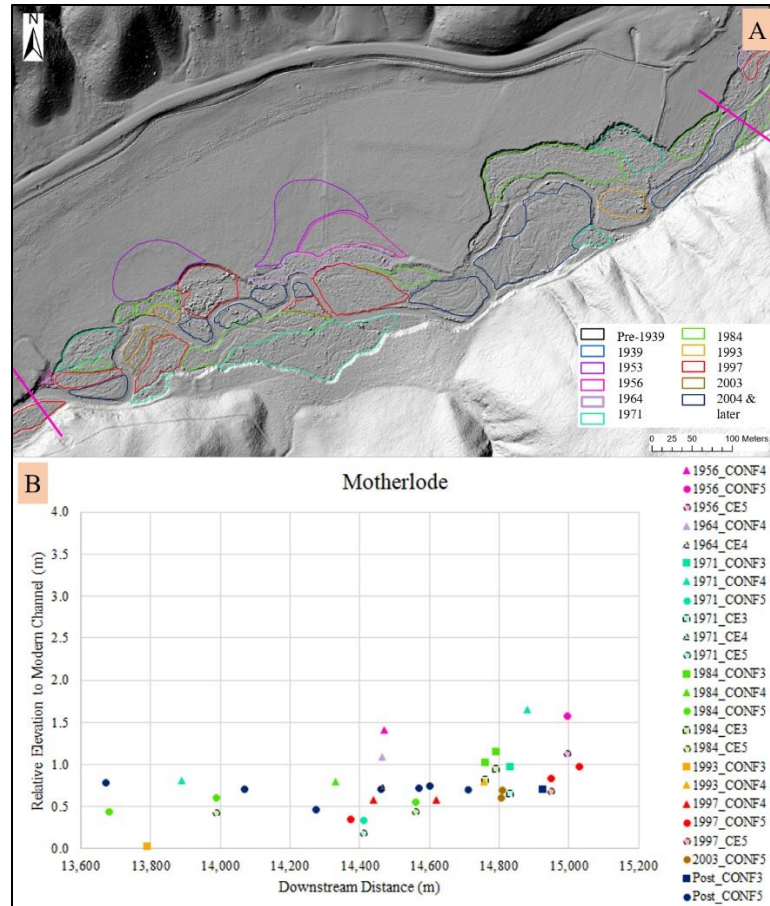 N
A
Pre-1939
1939
1953
1956
1964
1971
1984
1993
1997
2003
2004 &
later
0 25 50 100 Meters
B
Motherlode
Relative Elevation to Modern Channel (m)
4.0
3.5
3.0
2.5
2.0
1.5
1.0
0.5
0.0
13,600 13,800 14,000 14,200 14,400 14,600 14,800 15,000 15,200
Downstream Distance (m)
1956_CONF4
1956_CONF5
1956_CE5
1964_CONF4
1964_CE4
1971_CONF3
1971_CONF4
1971_CONF5
1971_CE3
1971_CE4
1971_CE5
1984_CONF3
1984_CONF4
1984_CONF5
1984_CE3
1984_CE5
1993_CONF3
1993_CONF4
1997_CONF4
1997_CONF5
1997_CE5
2003_CONF5
Post_CONF3
Post_CONF5